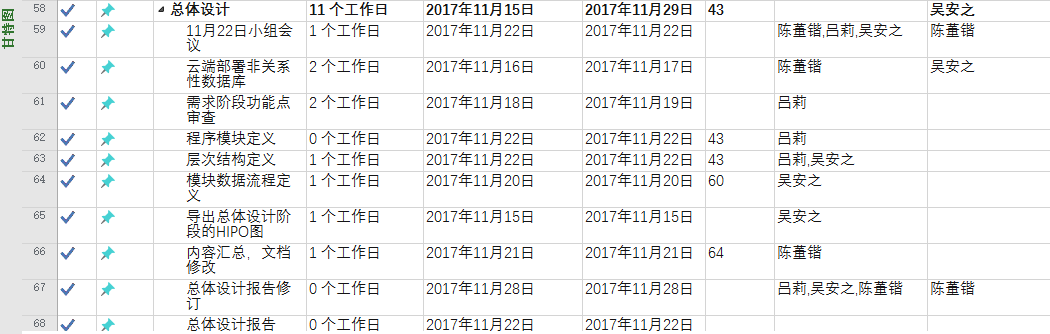 甘特图
58 总体设计 11 个工作日 2017年11月15日 2017年11月29日 43 吴安之
59 11月22日小组会 1 个工作日 2017年11月22日 2017年11月22日 陈堇锴,吕莉,吴安之 陈堇锴
议
60 云端部署非关系 2 个工作日 2017年11月16日 2017年11月17日 陈堇锴 吴安之
性数据库
61 需求阶段功能点 2 个工作日 2017年11月18日 2017年11月19日 吕莉
审查
62 程序模块定义 0 个工作日 2017年11月22日 2017年11月22日 43 吕莉
63 层次结构定义 1 个工作日 2017年11月22日 2017年11月22日 43 吕莉,吴安之
64 模块数据流程定 1 个工作日 2017年11月20日 2017年11月20日 60 吴安之
义
65 导出总体设计阶 1 个工作日 2017年11月15日 2017年11月15日 吴安之
段的HIPO图
66 内容汇总，文档 1 个工作日 2017年11月21日 2017年11月21日 64 陈堇锴
修改
67 总体设计报告修 0 个工作日 2017年11月28日 2017年11月28日 吕莉,吴安之,陈堇锴 陈堇锴
订
68 总体设计报告 0 个工作日 2017年11月22日 2017年11月22日